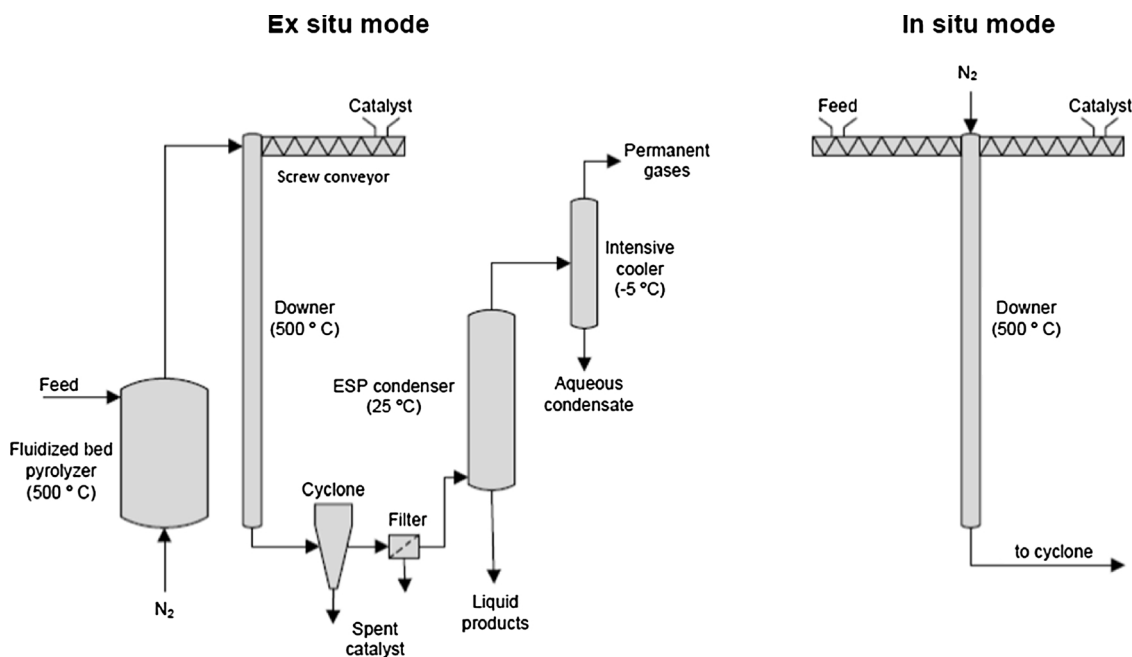 Ex situ mode
In situ mode
Catalyst
Screw conveyor
Permanent
gases
Intensive
cooler
(-5 °C)
Downer
(500 ° C)
ESP condenser
(25 °C)
Aqueous
condensate
Feed
Fluidized bed
pyrolyzer
(500 ° C)
Cyclone
Filter
N₂
Spent
catalyst
Liquid
products
N₂
Feed
Catalyst
Downer
(500 ° C)
to cyclone